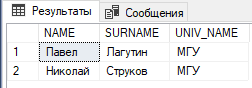 Результаты Сообщения
NAME SURNAME UNIV_NAME
1 Павел Лагутин МГУ
2 Николай Струков МГУ